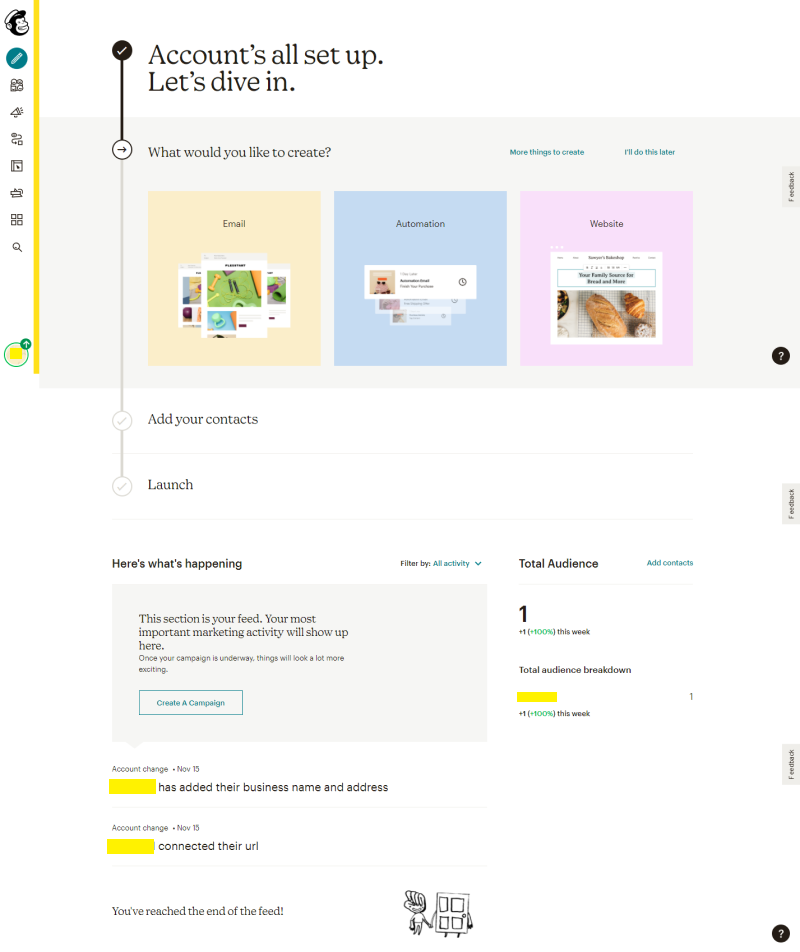 Account's all set up.
Let's dive in.
What would you like to create?
More things to create
I'll do this later
Feedback
Email
Automation
Website
1 Day Later
Automation Email
Finish Your Purchase
Sawyer's Bakeshop
Your Family Source for
Bread and More
?
Add your contacts
Launch
Feedback
Here's what's happening
Filter by: All activity
Total Audience
Add contacts
This section is your feed. Your most
important marketing activity will show up
here.
Once your campaign is underway, things will look a lot more
exciting.
Create A Campaign
1
+1 (+100%) this week
Total audience breakdown
1
+1 (+100%) this week
Feedback
Account change • Nov 15
has added their business name and address
Account change • Nov 15
connected their url
You've reached the end of the feed!
?